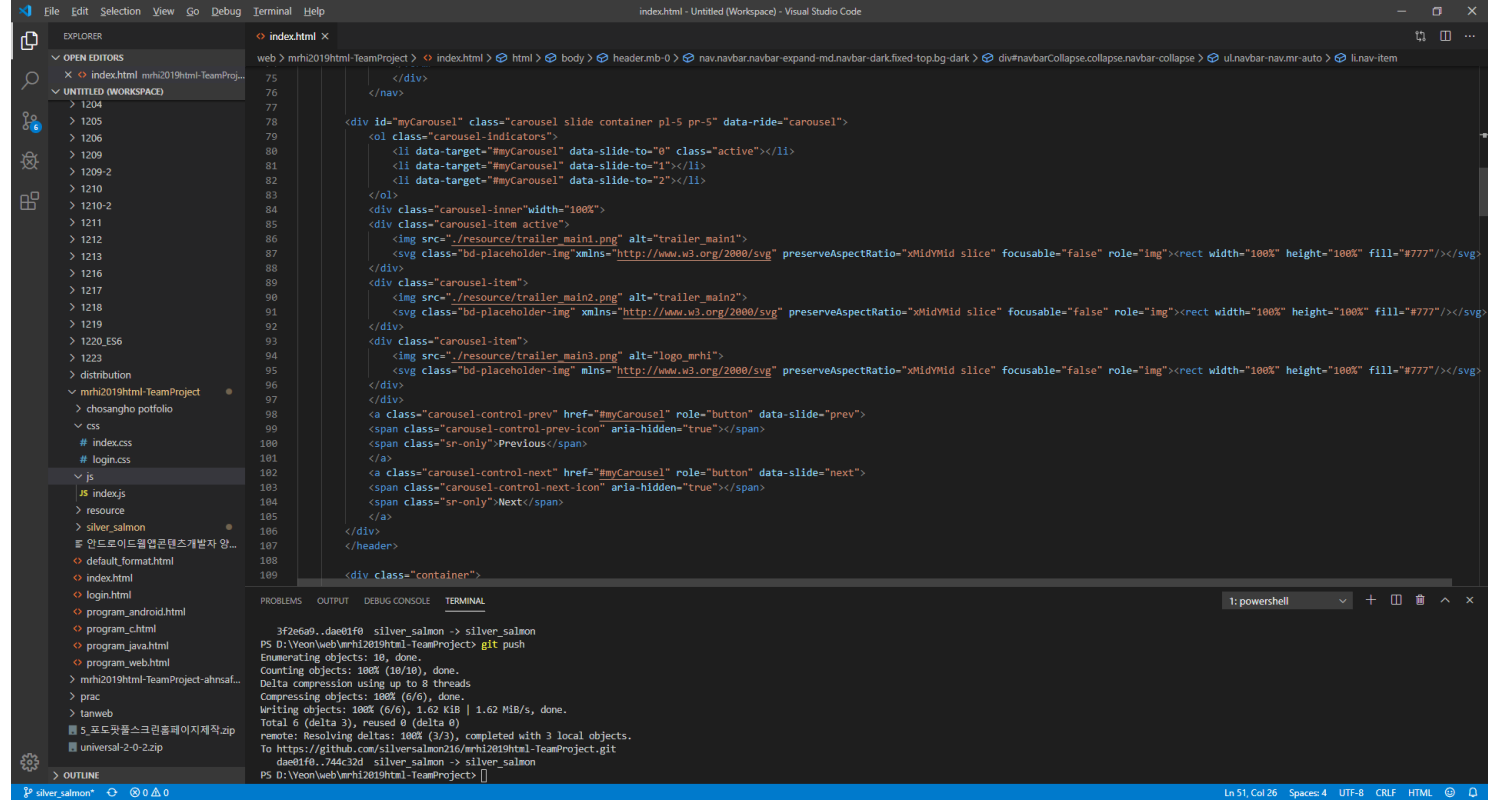 File Edit Selection View Go Debug Terminal Help
index.html - Untitled (Workspace) - Visual Studio Code
EXPLORER
OPEN EDITORS
index.html mrhi2019html-TeamProj...
UNTITLED (WORKSPACE)
1204
1205
1206
1209
1209-2
1210
1210-2
1211
1212
1213
1216
1217
1218
1219
1220_ES6
1223
distribution
mrhi2019html-TeamProject
chosangho potfolio
css
# index.css
# login.css
js
JS index.js
resource
silver_salmon
안드로이드웹앱콘텐츠개발자 양...
<> default_format.html
<> index.html
<> login.html
<> program_android.html
<> program_c.html
<> program_java.html
<> program_web.html
mrhi2019html-TeamProject-ahnsaf...
prac
tanweb
5_포도팟풀스크린홈페이지제작.zip
universal-2-0-2.zip
OUTLINE
<> index.html
web > mrhi2019html-TeamProject > <> index.html > html > body > header.mb-0 > nav.navbar.navbar-expand-md.navbar-dark.fixed-top.bg-dark > div#navbarCollapse.collapse.navbar-collapse > ul.navbar-nav.mr-auto > li.nav-item
75 </div>
76 </nav>
77
78 <div id="myCarousel" class="carousel slide container pl-5 pr-5" data-ride="carousel">
79 <ol class="carousel-indicators">
80 <li data-target="#myCarousel" data-slide-to="0" class="active"></li>
81 <li data-target="#myCarousel" data-slide-to="1"></li>
82 <li data-target="#myCarousel" data-slide-to="2"></li>
83 </ol>
84 <div class="carousel-inner"width="100%">
85 <div class="carousel-item active">
86 <img src="./resource/trailer_main1.png" alt="trailer_main1">
87 <svg class="bd-placeholder-img"xmlns="http://www.w3.org/2000/svg" preserveAspectRatio="xMidYMid slice" focusable="false" role="img"><rect width="100%" height="100%" fill="#777"/></svg>
88 </div>
89 <div class="carousel-item">
90 <img src="./resource/trailer_main2.png" alt="trailer_main2">
91 <svg class="bd-placeholder-img" xmlns="http://www.w3.org/2000/svg" preserveAspectRatio="xMidYMid slice" focusable="false" role="img"><rect width="100%" height="100%" fill="#777"/></svg>
92 </div>
93 <div class="carousel-item">
94 <img src="./resource/trailer_main3.png" alt="logo_mrhi">
95 <svg class="bd-placeholder-img" mlns="http://www.w3.org/2000/svg" preserveAspectRatio="xMidYMid slice" focusable="false" role="img"><rect width="100%" height="100%" fill="#777"/></svg>
96 </div>
97 </div>
98 <a class="carousel-control-prev" href="#myCarousel" role="button" data-slide="prev">
99 <span class="carousel-control-prev-icon" aria-hidden="true"></span>
100 <span class="sr-only">Previous</span>
101 </a>
102 <a class="carousel-control-next" href="#myCarousel" role="button" data-slide="next">
103 <span class="carousel-control-next-icon" aria-hidden="true"></span>
104 <span class="sr-only">Next</span>
105 </a>
106 </div>
107 </header>
108
109 <div class="container">
PROBLEMS OUTPUT DEBUG CONSOLE TERMINAL
1: powershell
3f2e6a9..dae01f0 silver_salmon -> silver_salmon
PS D:\Yeon\web\mrhi2019html-TeamProject> git push
Enumerating objects: 10, done.
Counting objects: 100% (10/10), done.
Delta compression using up to 8 threads
Compressing objects: 100% (6/6), done.
Writing objects: 100% (6/6), 1.62 KiB | 1.62 MiB/s, done.
Total 6 (delta 3), reused 0 (delta 0)
remote: Resolving deltas: 100% (3/3), completed with 3 local objects.
To https://github.com/silversalmon216/mrhi2019html-TeamProject.git
dae01f0..744c32d silver_salmon -> silver_salmon
PS D:\Yeon\web\mrhi2019html-TeamProject>
6
silver_salmon* 0 0
Ln 51, Col 26 Spaces: 4 UTF-8 CRLF HTML